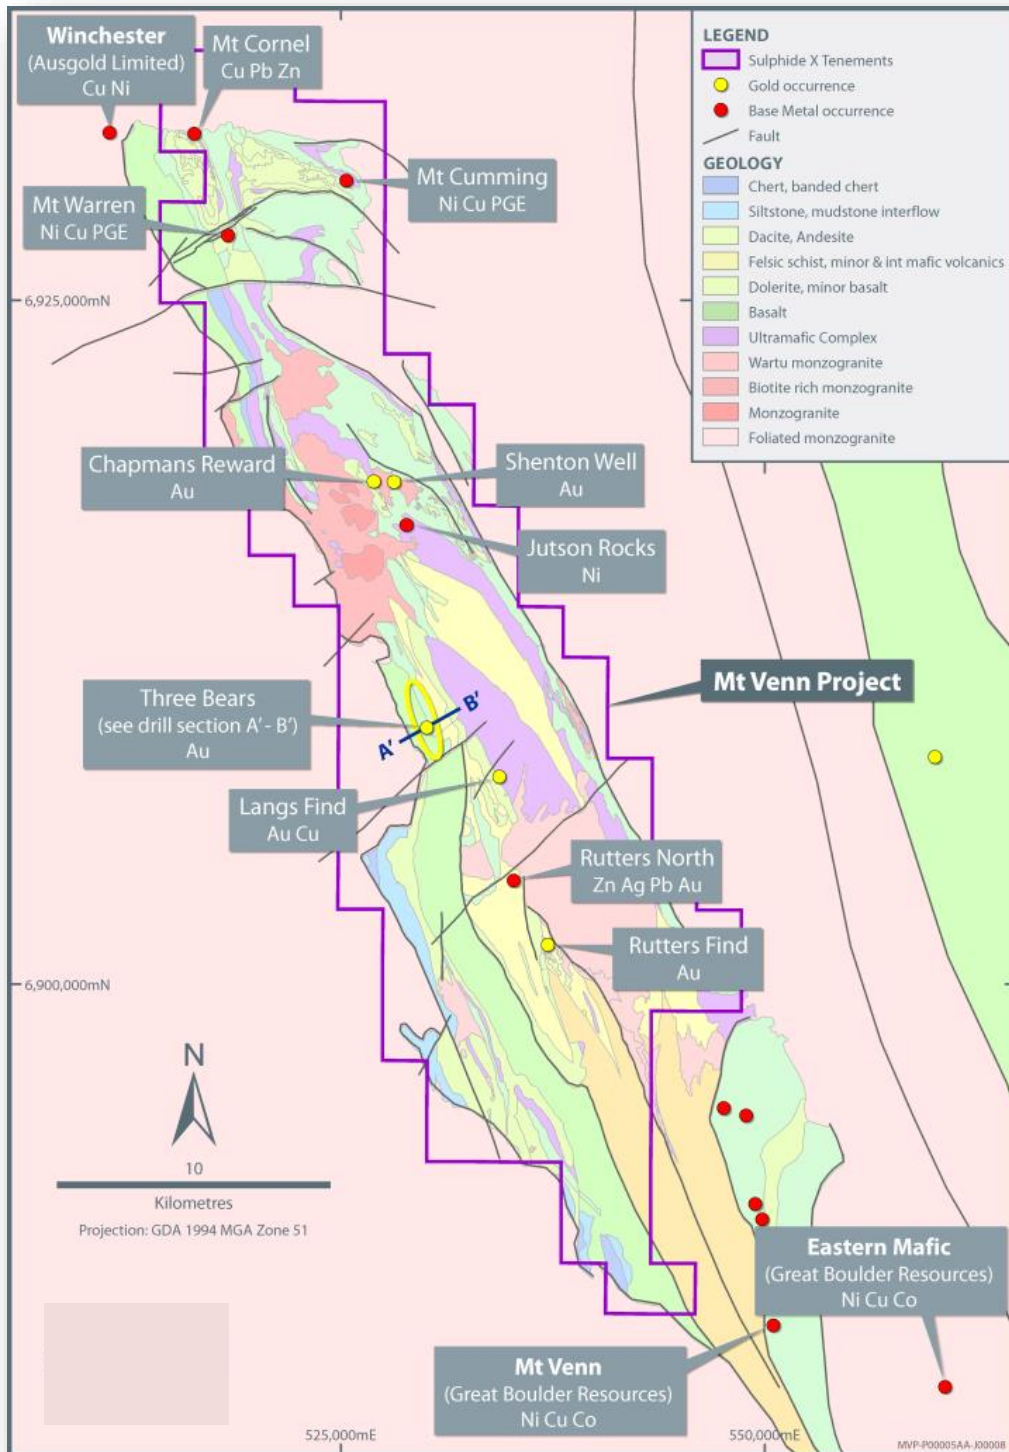 Winchester
(Ausgold Limited)
Cu Ni
Mt Cornel
Cu Pb Zn
LEGEND
Sulphide X Tenements
Gold occurrence
Base Metal occurrence
Fault
GEOLOGY
Chert, banded chert
Siltstone, mudstone interflow
Dacite, Andesite
Felsic schist, minor & int mafic volcanics
Dolerite, minor basalt
Basalt
Ultramafic Complex
Wartu monzogranite
Biotite rich monzogranite
Monzogranite
Foliated monzogranite
Mt Cumming
Ni Cu PGE
Mt Warren
Ni Cu PGE
6,925,000mN
Chapmans Reward
Au
Shenton Well
Au
Jutson Rocks
Ni
Mt Venn Project
Three Bears
(see drill section A' - B')
Au
B'
A'
Langs Find
Au Cu
Rutters North
Zn Ag Pb Au
Rutters Find
Au
6,900,000mN
N
10
Kilometres
Projection: GDA 1994 MGA Zone 51
Eastern Mafic
(Great Boulder Resources)
Ni Cu Co
Mt Venn
(Great Boulder Resources)
Ni Cu Co
525,000mE
550,000mE
MVP-P00005AA-J00008